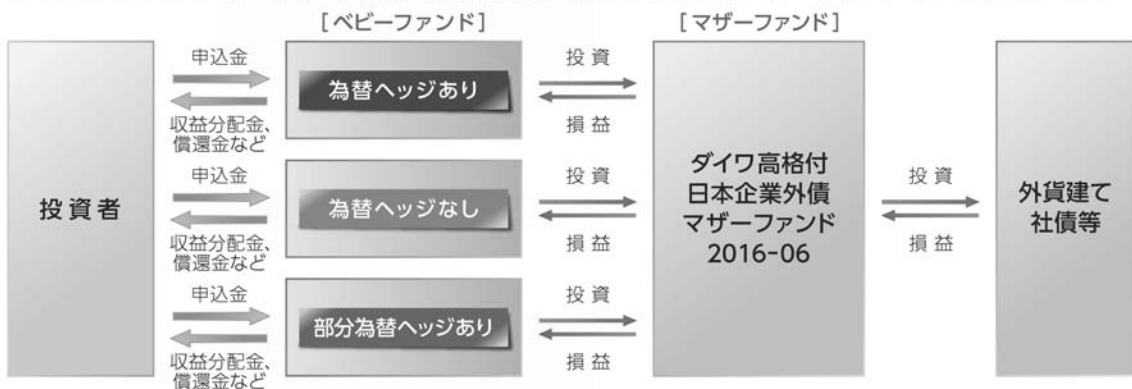 [ベビーファンド]
[マザーファンド]
投資者
申込金
収益分配金、
償還金など
為替ヘッジあり
投資
損益
申込金
収益分配金、
償還金など
為替ヘッジなし
投資
損益
申込金
収益分配金、
償還金など
部分為替ヘッジあり
投資
損益
ダイワ高格付
日本企業外債
マザーファンド
2016-06
投資
損益
外貨建て
社債等